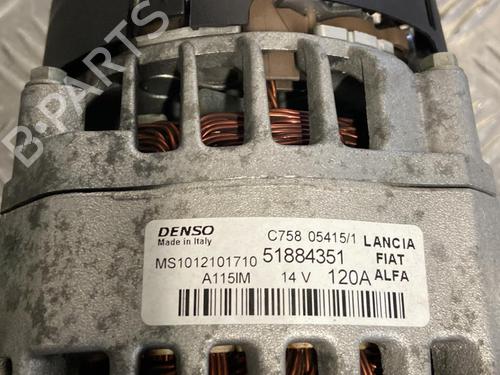 B-PARTS
DENSO
Made in Italy
C758 05415/1
LANCIA
FIAT
ALFA
MS1012101710
51884351
A115IM
14 V
120A